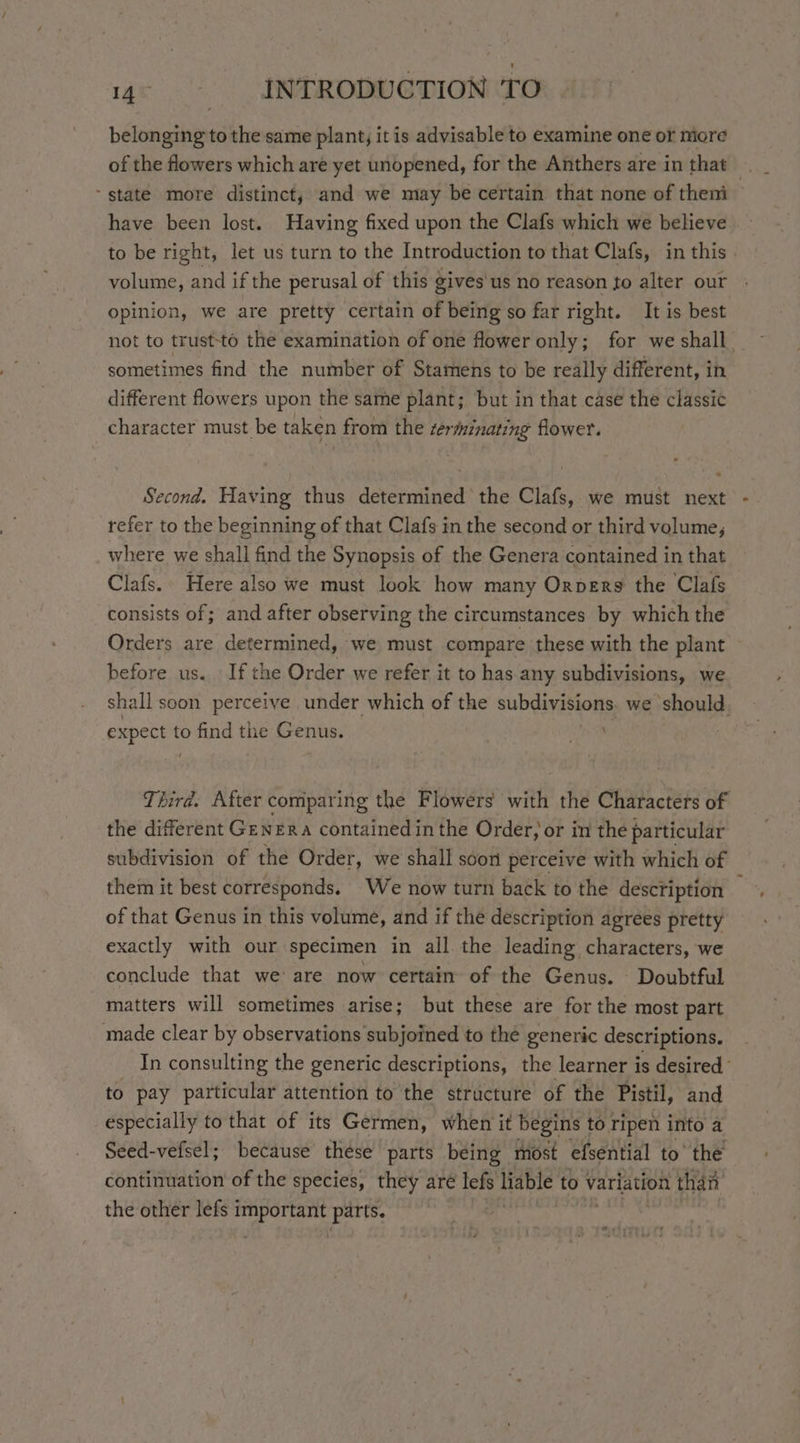 14 INTRODUCTION TO
belonging to the same plant, it is advisable to examine one or more
of the flowers which are yet unopened, for the Anthers are in that
state more distinct, and we may be certain that none of them
have been lost. Having fixed upon the Claſs which we believe
to be right, let us turn to the Introduction to that Claſs, in this
volume, and if the perusal of this gives us no reason to alter our
opinion, we are pretty certain of being so far right. It is best
not to trust to the examination of one flower only; for we shall
sometimes find the number of Stamens to be really different, in
different flowers upon the same plant; but in that case the classic
character must be taken from the terminating flower.
Second. Having thus determined the Claſs, we must next
refer to the beginning of that Claſs in the second or third volume,
where we shall find the Synopsis of the Genera contained in that
Claſs. Here also we must look how many ORDERS the Claſs
consists of; and after observing the circumstances by which the
Orders are determined, we must compare these with the plant
before us. If the Order we refer it to has any subdivisions, we
shall soon perceive under which of the subdivisions we should
expect to find the Genus.
Third. After comparing the Flowers with the Characters of
the different GENERA contained in the Order, or in the particular
subdivision of the Order, we shall soon perceive with which of
them it best corresponds. We now turn back to the description
of that Genus in this volume, and if the description agrees pretty
exactly with our specimen in all the leading characters, we
conclude that we are now certain of the Genus. Doubtful
matters will sometimes arise; but these are for the most part
made clear by observations subjoined to the generic descriptions.
In consulting the generic descriptions, the learner is desired
to pay particular attention to the structure of the Pistil, and
especially to that of its Germen, when it begins to ripen into a
Seed-veſsel; because these parts being most eſsential to the
continuation of the species, they are leſs liable to variation than
the other leſs important parts.